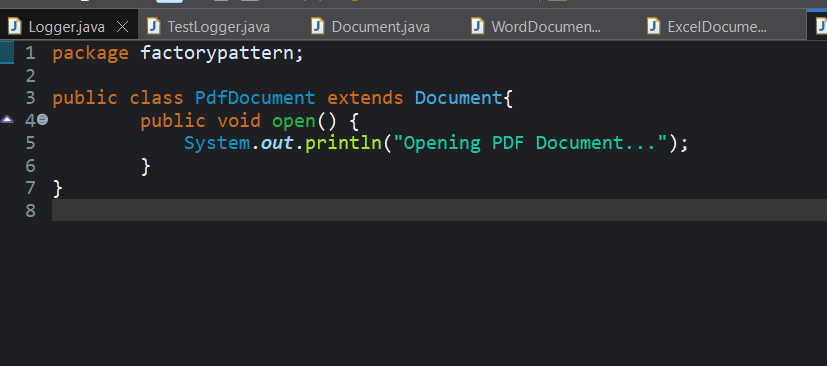 Logger.java TestLogger.java Document.java WordDocumen... ExcelDocume...
1 package factorypattern;
2
3 public class PdfDocument extends Document{
4 public void open() {
5 System.out.println("Opening PDF Document...");
6 }
7 }
8